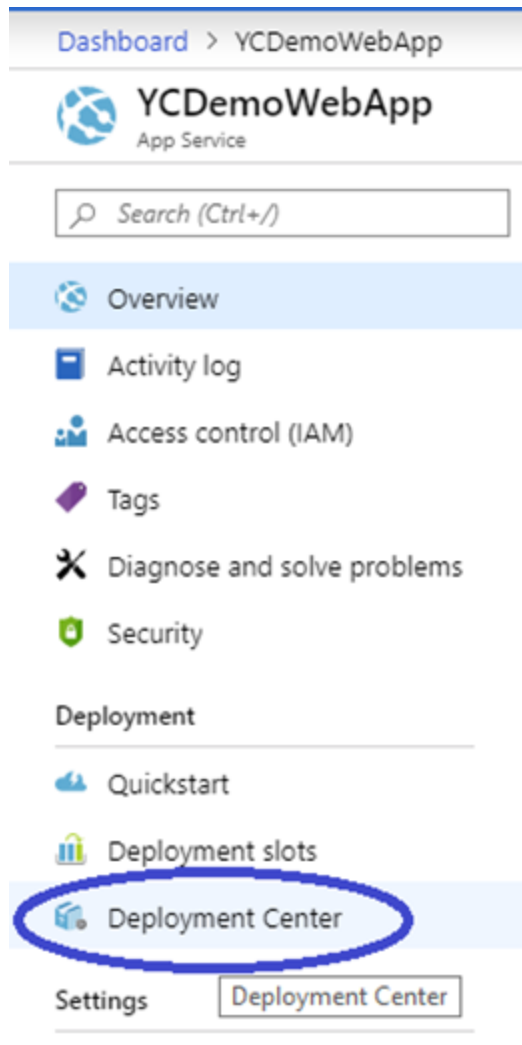 Dashboard > YCDemoWebApp
YCDemoWebApp
App Service
Search (Ctrl+/)
Overview
Activity log
Access control (IAM)
Tags
Diagnose and solve problems
Security
Deployment
Quickstart
Deployment slots
Deployment Center
Settings
Deployment Center